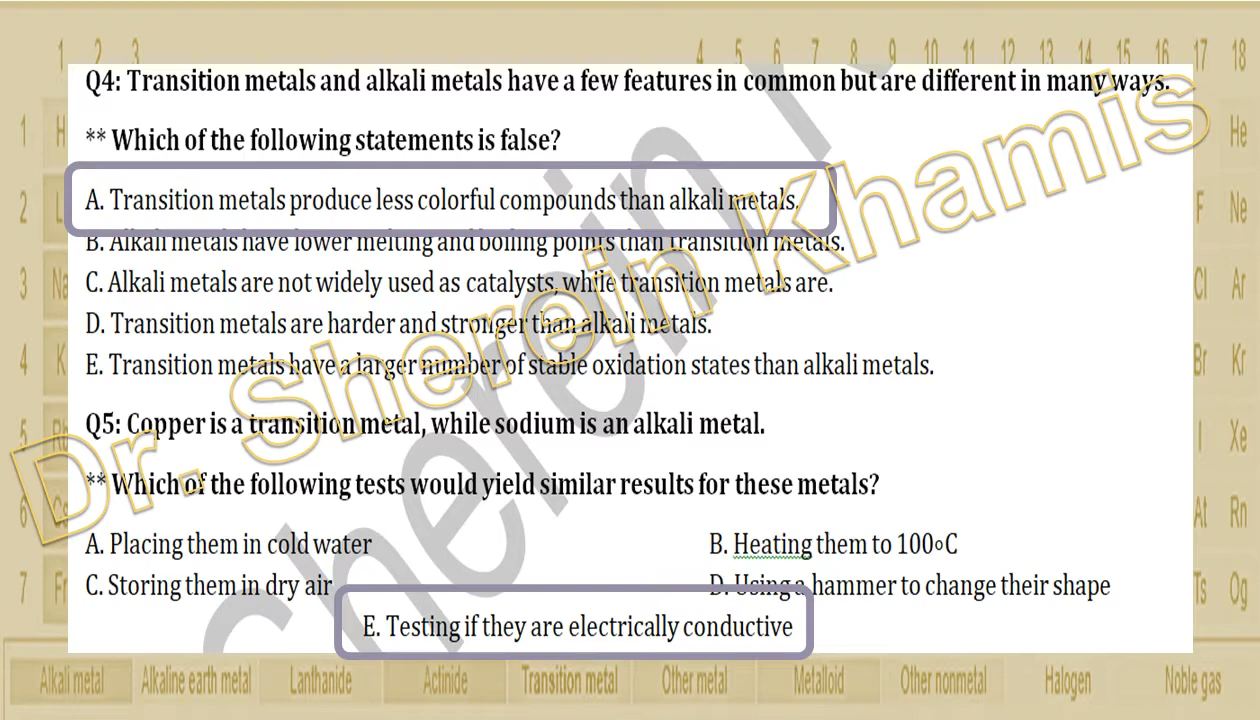 1 2 3 4 5 6 7 8 9 10 11 12 13 14 15 16 17 18
Q4: Transition metals and alkali metals have a few features in common but are different in many ways.
1 H He
** Which of the following statements is false?
2 L F Ne
A. Transition metals produce less colorful compounds than alkali metals.
B. Alkali metals have lower melting and boiling points than transition metals.
3 Na Cl Ar
C. Alkali metals are not widely used as catalysts, while transition metals are.
D. Transition metals are harder and stronger than alkali metals.
4 K Br Kr
E. Transition metals have a larger number of stable oxidation states than alkali metals.
5 Rb I Xe
Q5: Copper is a transition metal, while sodium is an alkali metal.
** Which of the following tests would yield similar results for these metals?
6 Cs At Rn
A. Placing them in cold water
B. Heating them to 100oC
7 Fr Ts Og
C. Storing them in dry air
D. Using a hammer to change their shape
E. Testing if they are electrically conductive
Alkali metal Alkaline earth metal Lanthanide Actinide Transition metal Other metal Metalloid Other nonmetal Halogen Noble gas
Dr. Sherein Khamis
Sherein